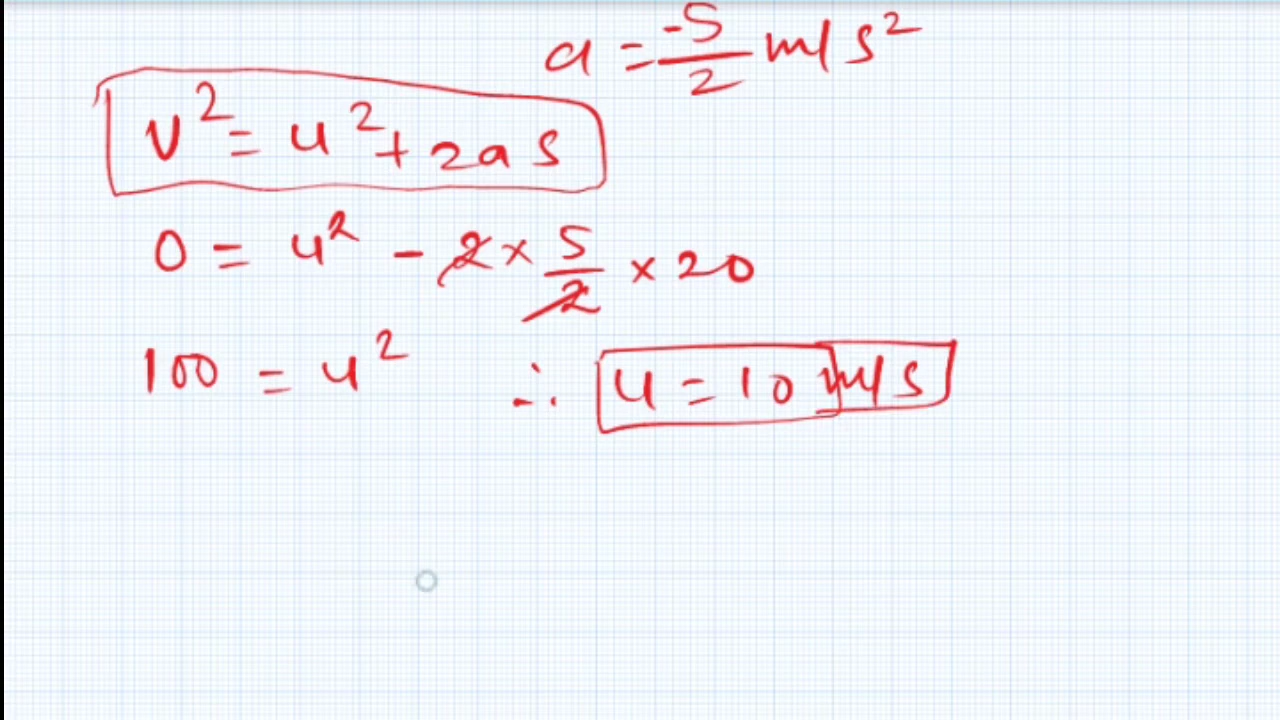 a = -5/2 m/s²
v² = u² + 2as
0 = u² - 2 × 5/2 × 20
100 = u² ∴ u = 10 m/s